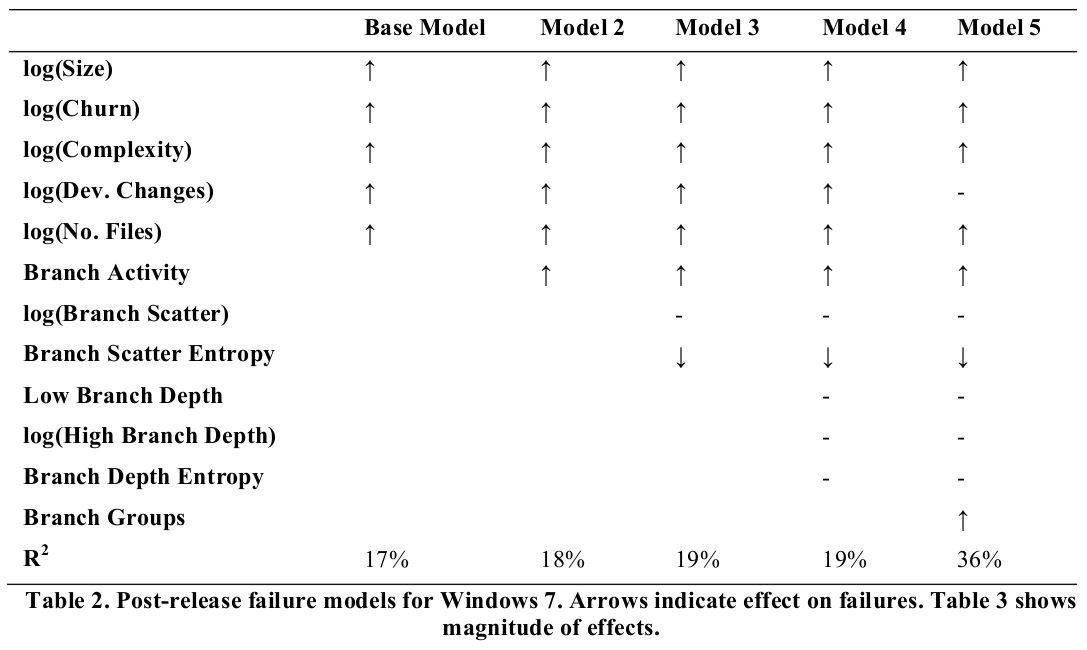 Base Model Model 2 Model 3 Model 4 Model 5
log(Size) ↑ ↑ ↑ ↑ ↑
log(Churn) ↑ ↑ ↑ ↑ ↑
log(Complexity) ↑ ↑ ↑ ↑ ↑
log(Dev. Changes) ↑ ↑ ↑ ↑ -
log(No. Files) ↑ ↑ ↑ ↑ ↑
Branch Activity ↑ ↑ ↑ ↑
log(Branch Scatter) - - -
Branch Scatter Entropy ↓ ↓ ↓
Low Branch Depth - -
log(High Branch Depth) - -
Branch Depth Entropy - -
Branch Groups ↑
R² 17% 18% 19% 19% 36%
Table 2. Post-release failure models for Windows 7. Arrows indicate effect on failures. Table 3 shows
magnitude of effects.